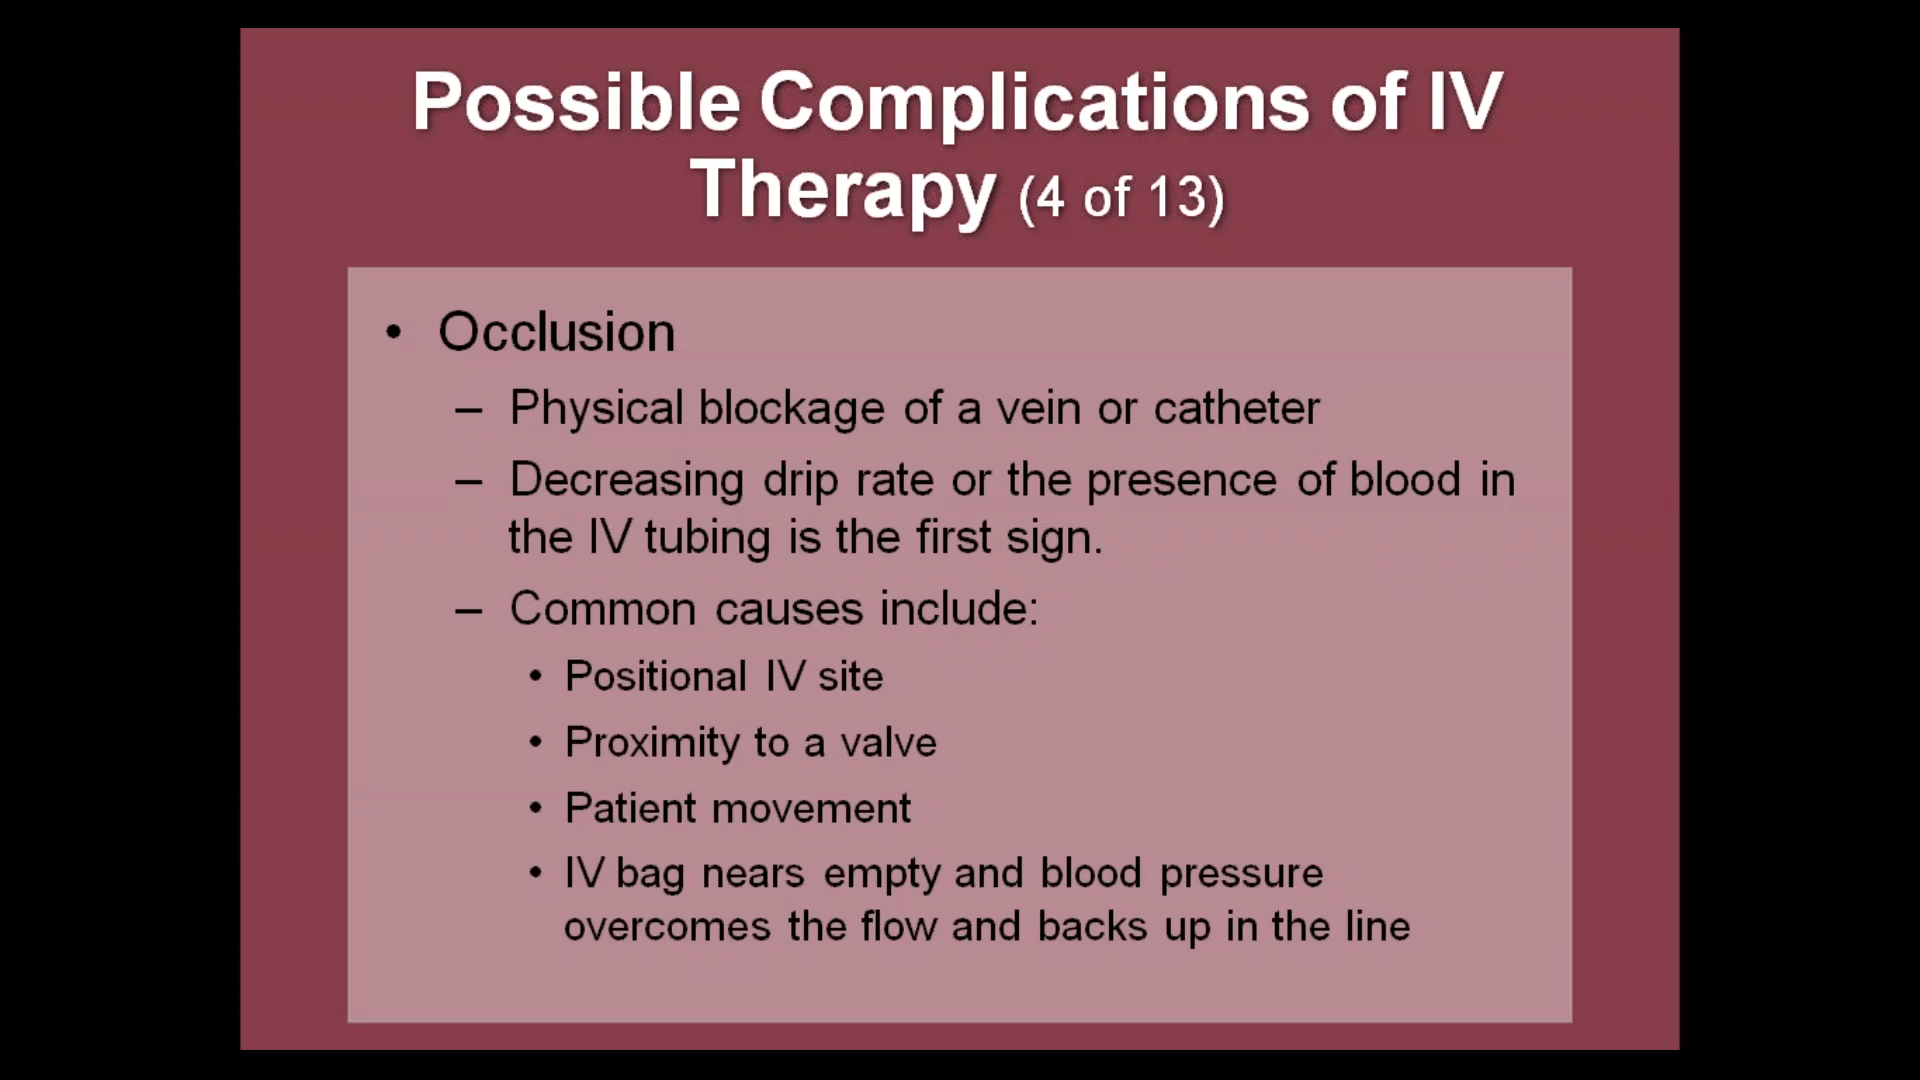 Possible Complications of IV
Therapy (4 of 13)
• Occlusion
– Physical blockage of a vein or catheter
– Decreasing drip rate or the presence of blood in
the IV tubing is the first sign.
– Common causes include:
• Positional IV site
• Proximity to a valve
• Patient movement
• IV bag nears empty and blood pressure
overcomes the flow and backs up in the line